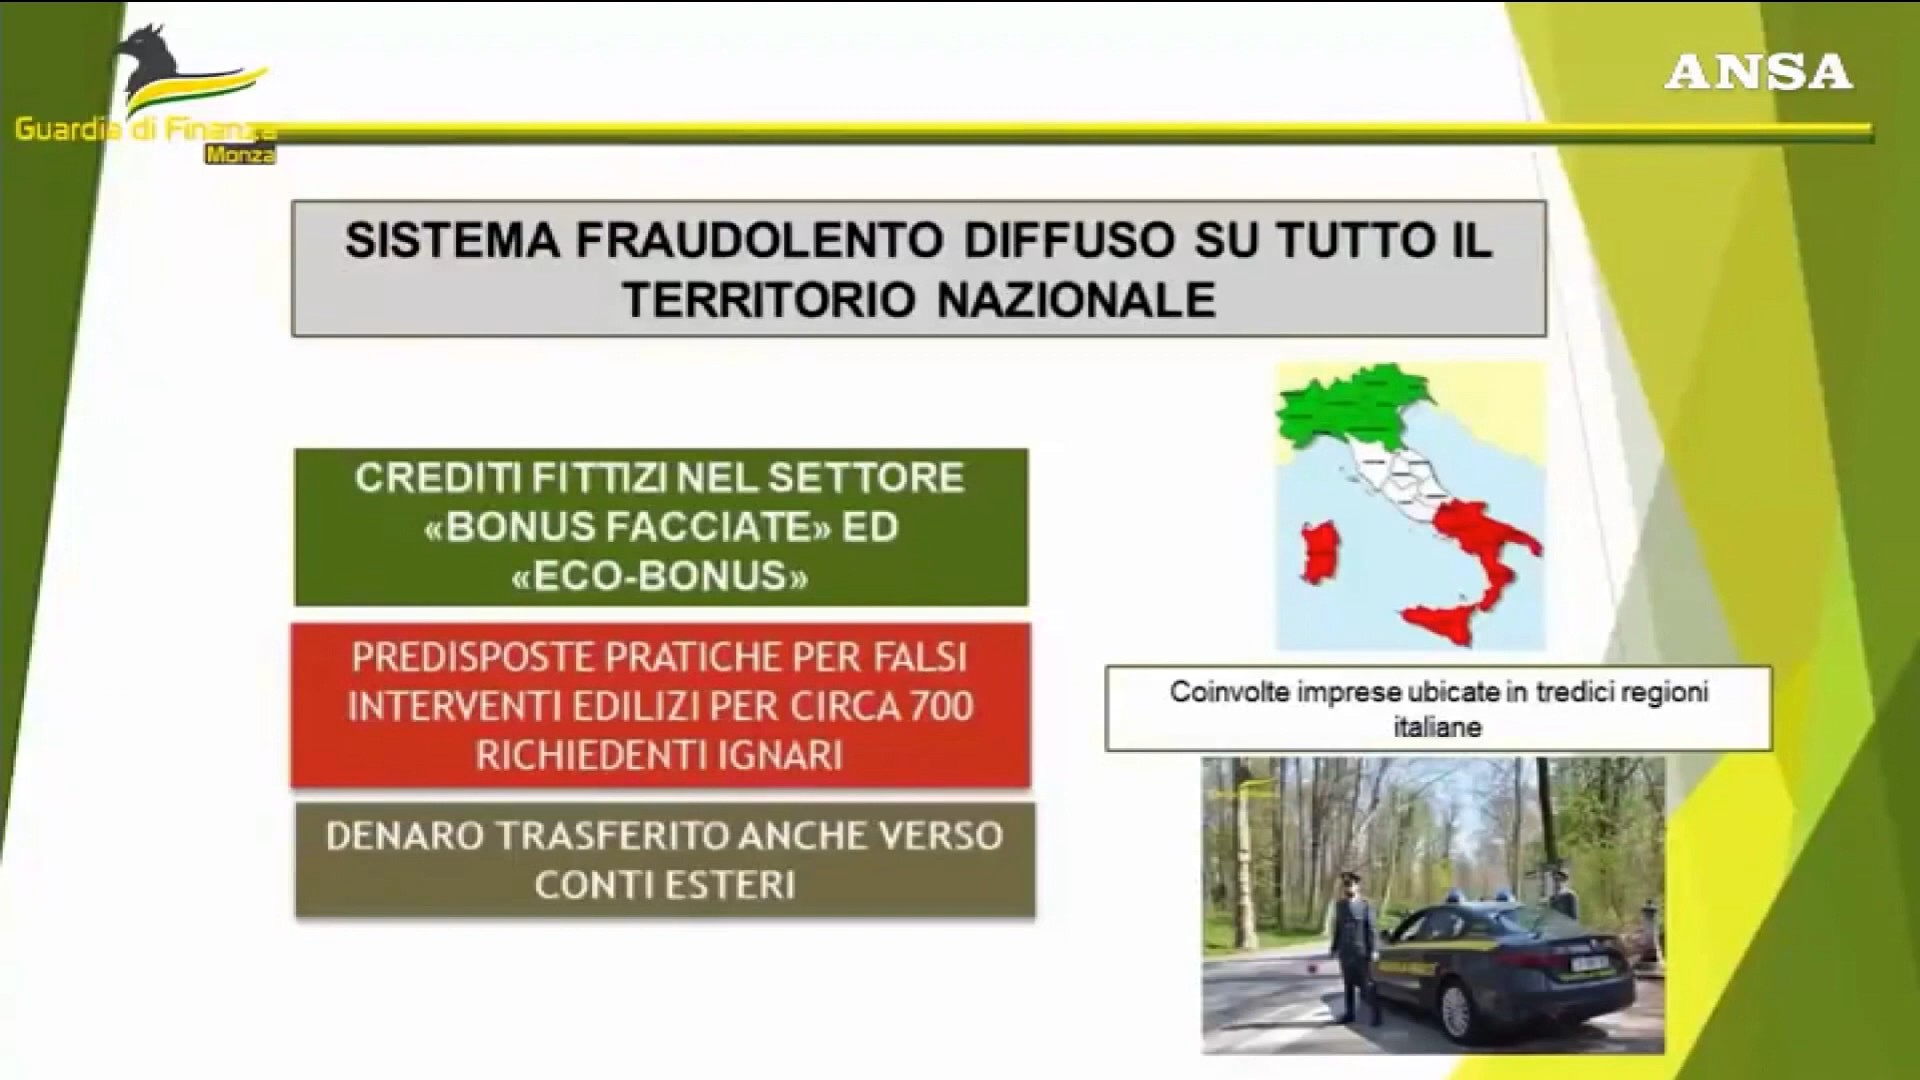 Guardia di Finanza
Monza
ANSA
SISTEMA FRAUDOLENTO DIFFUSO SU TUTTO IL
TERRITORIO NAZIONALE
CREDITI FITTIZI NEL SETTORE
«BONUS FACCIATE» ED
«ECO-BONUS»
PREDISPOSTE PRATICHE PER FALSI
INTERVENTI EDILIZI PER CIRCA 700
RICHIEDENTI IGNARI
DENARO TRASFERITO ANCHE VERSO
CONTI ESTERI
Coinvolte imprese ubicate in tredici regioni
italiane